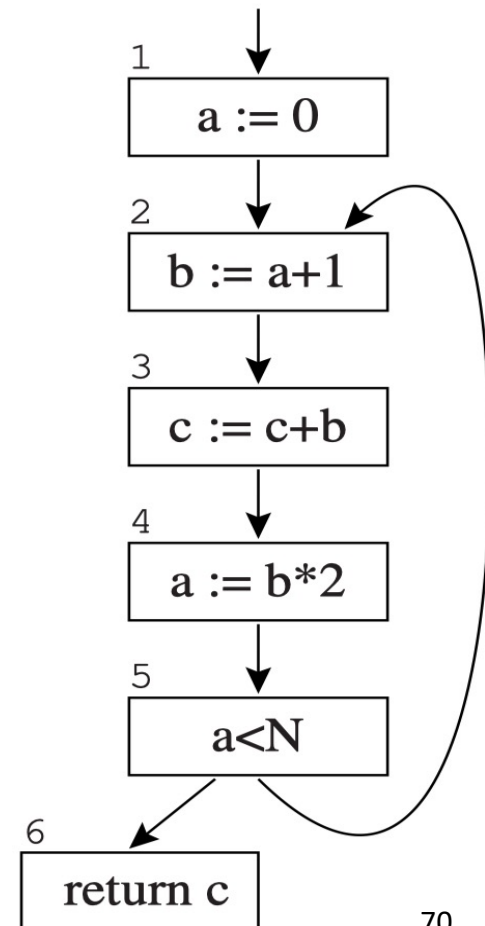 1
a := 0
2
b := a+1
3
c := c+b
4
a := b*2
5
a<N
6
return c
70